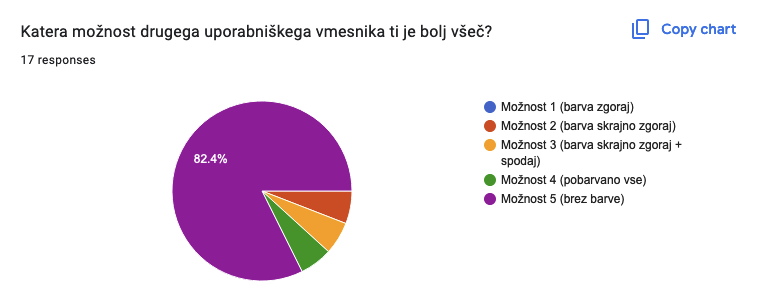 Katera možnost drugega uporabniškega vmesnika ti je bolj všeč?
Copy chart
17 responses
82.4%
Možnost 1 (barva zgoraj)
Možnost 2 (barva skrajno zgoraj)
Možnost 3 (barva skrajno zgoraj +
spodaj)
Možnost 4 (pobarvano vse)
Možnost 5 (brez barve)